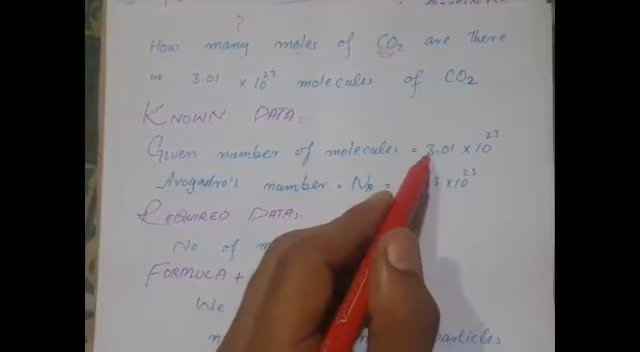 ?
How many moles of CO2 are there
in 3.01 × 10^23 molecules of CO2
KNOWN DATA:
Given number of molecules = 3.01 × 10^23
Avogadro's number = NA = 3 × 10^23
REQUIRED DATA:
No of
FORMULA +
We
particles